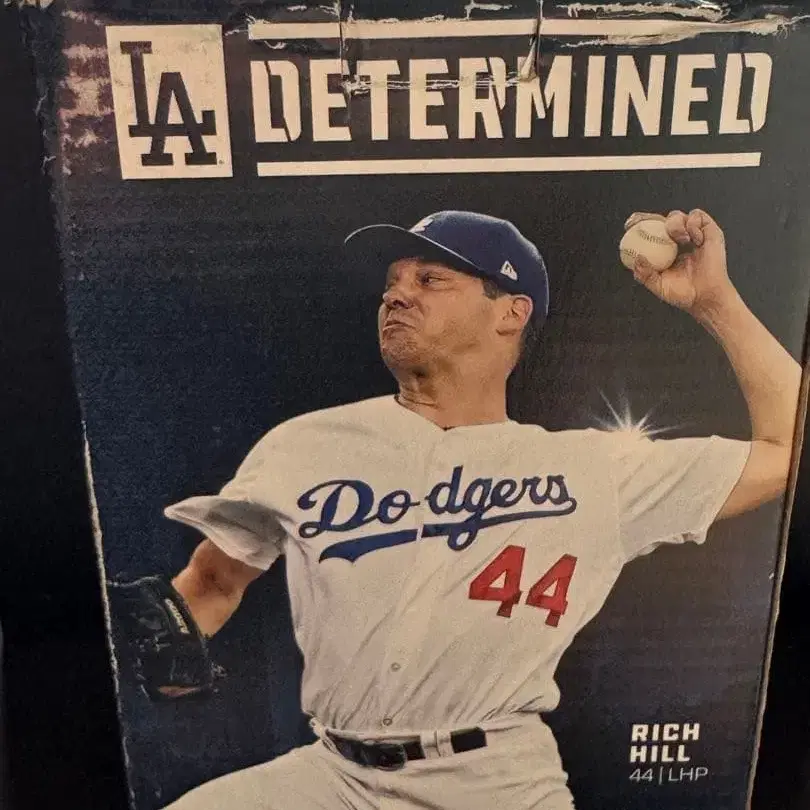 LA
DETERMINED
Dodgers
44
RICH
HILL
44 | LHP